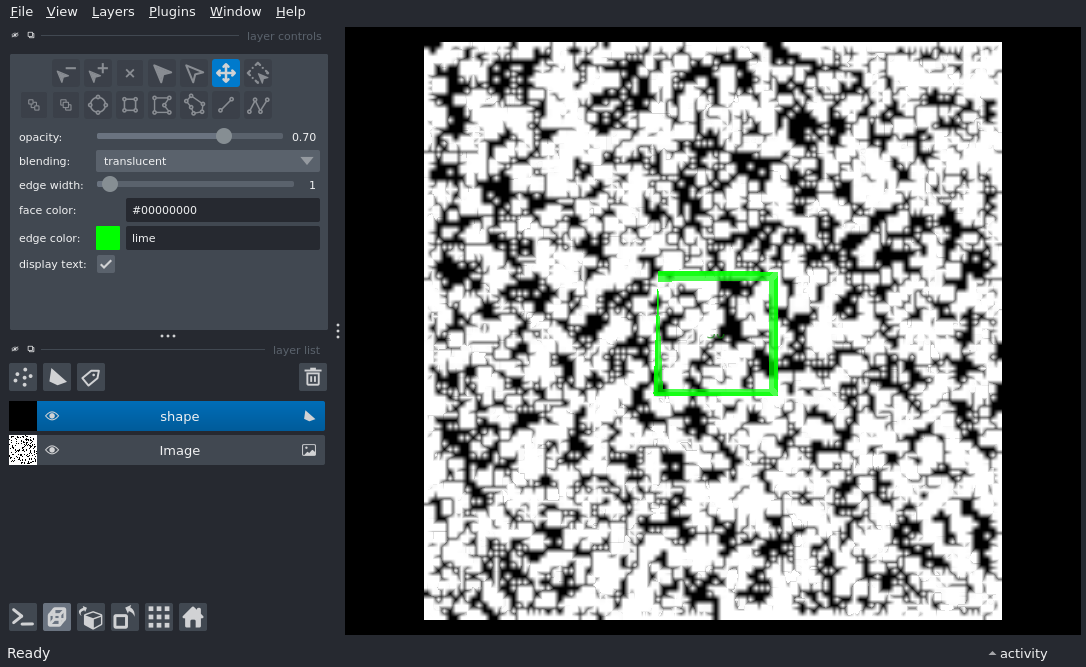 File View Layers Plugins Window Help
layer controls
opacity: 0.70
blending: translucent
edge width: 1
face color: #00000000
edge color: lime
display text:
layer list
shape
Image
Ready
activity